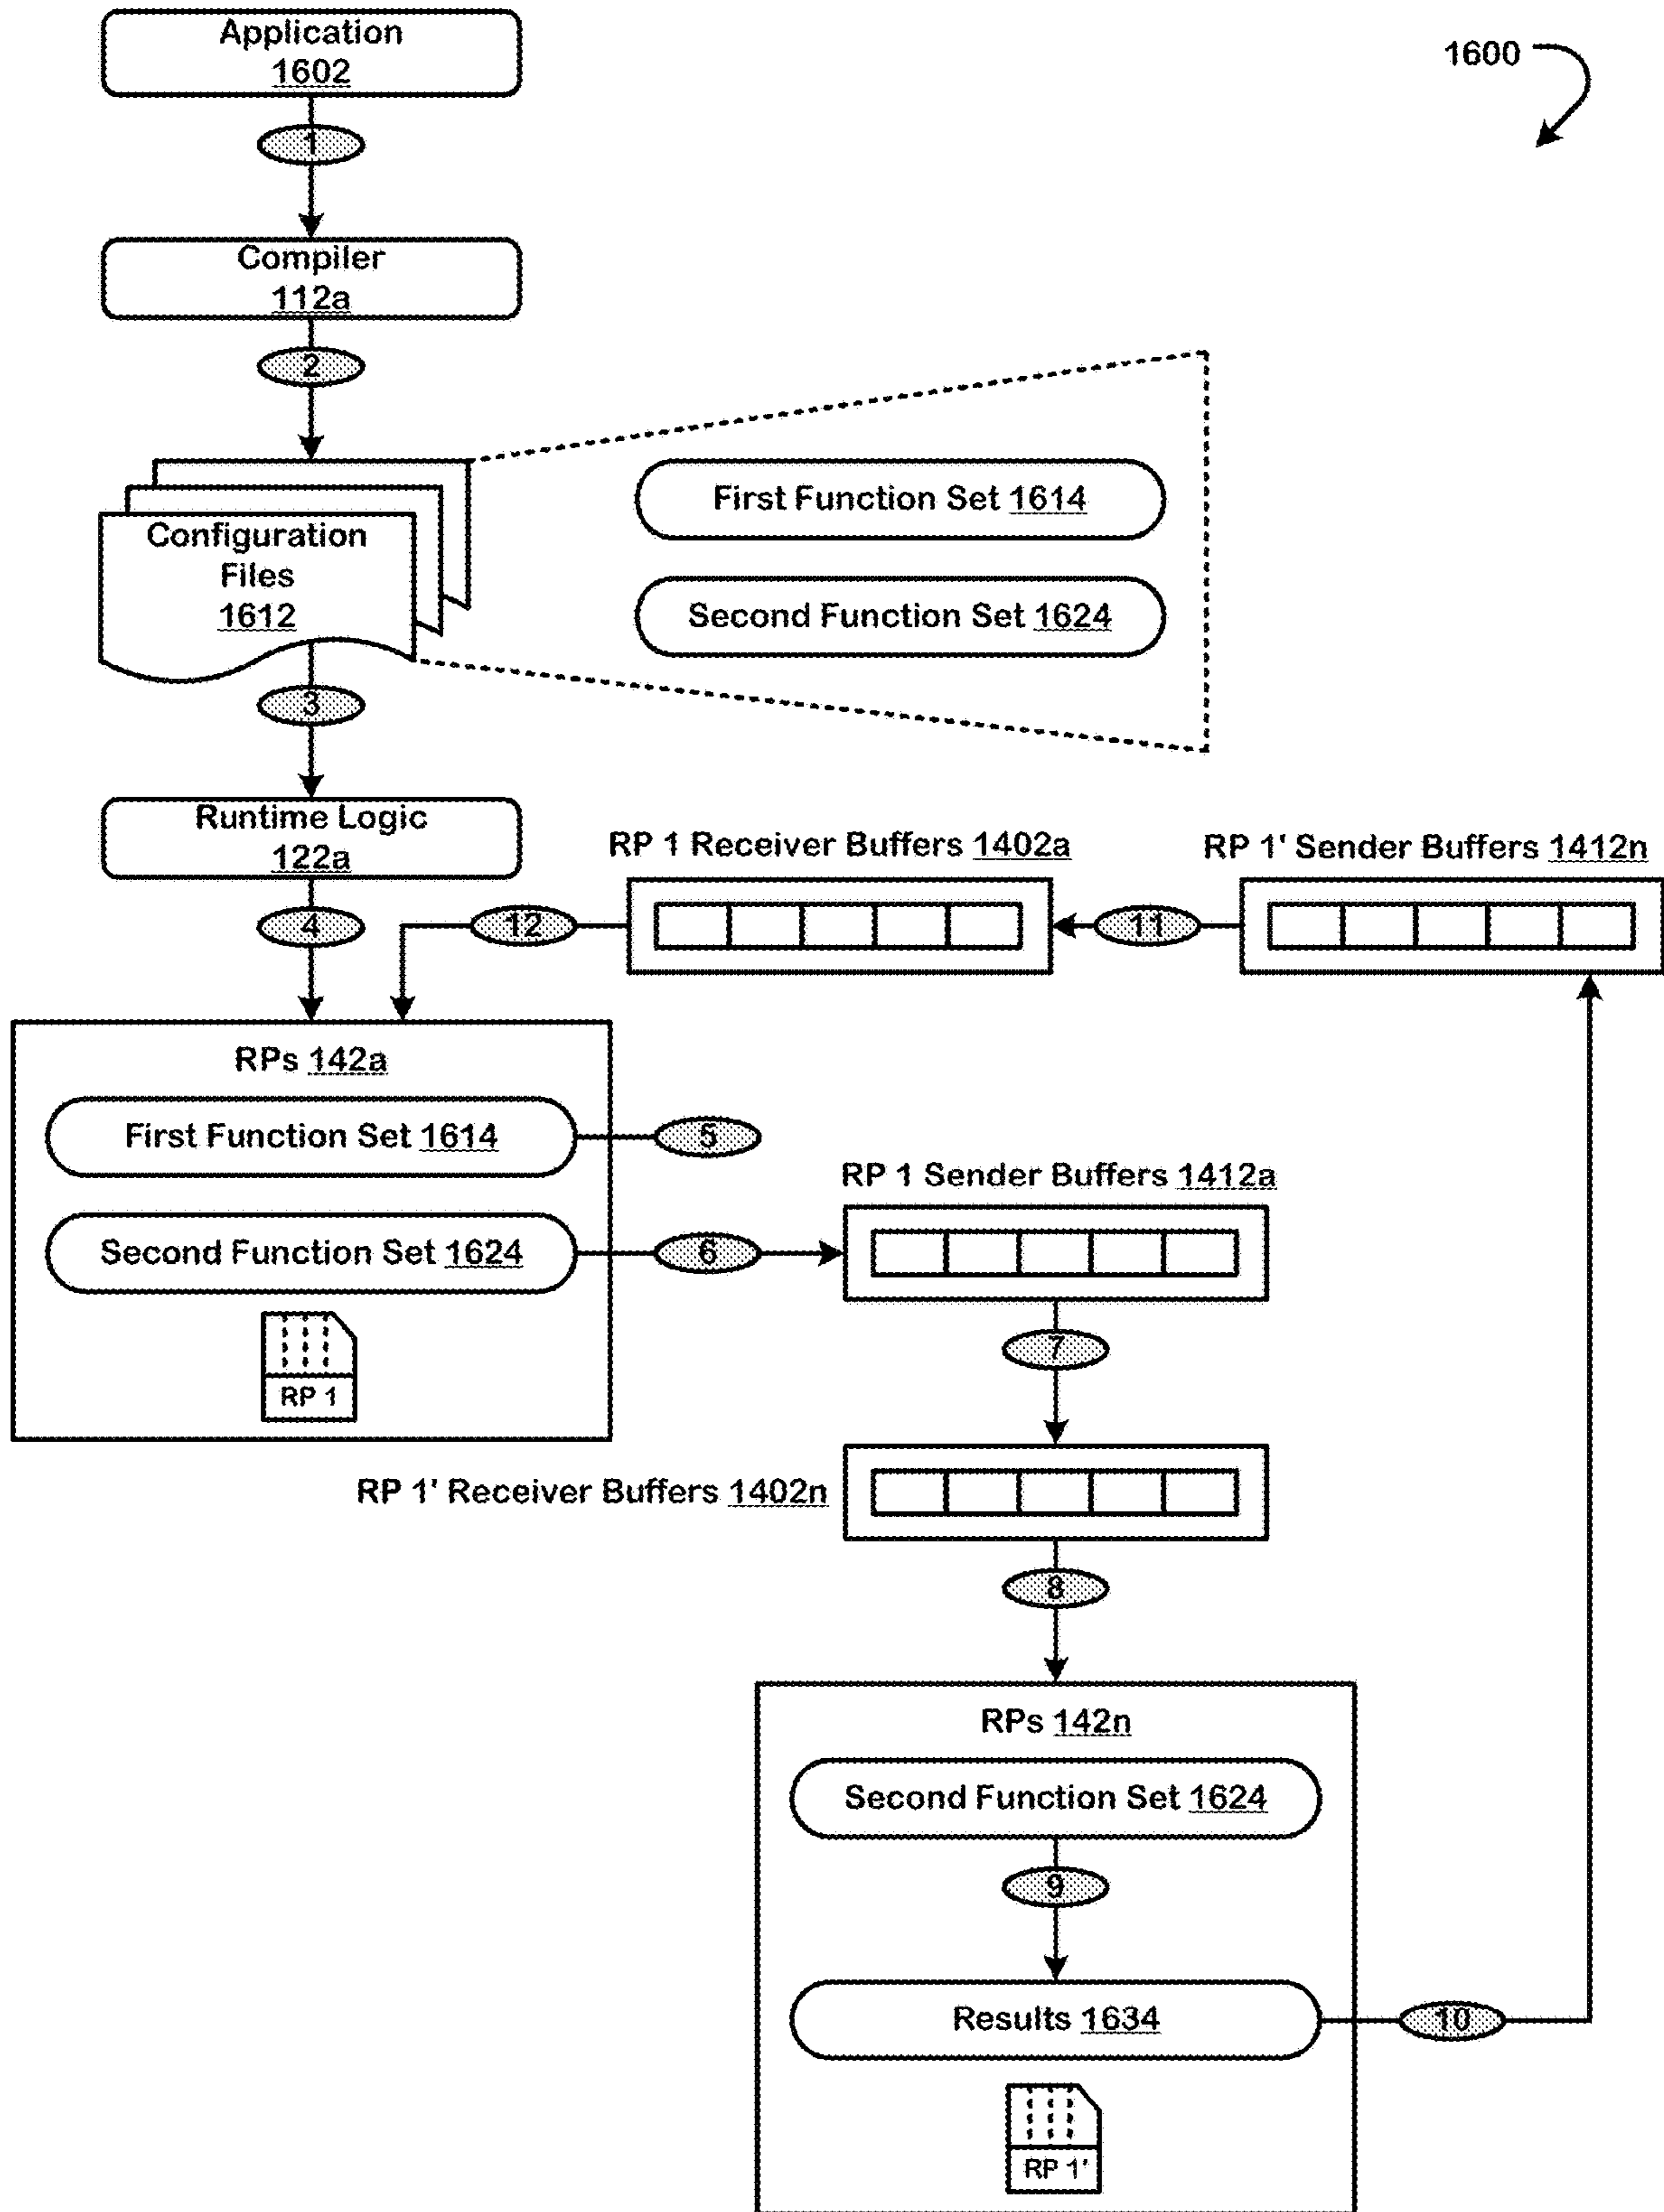 Application
1602
1600
1
Compiler
112a
2
First Function Set 1614
Configuration
Files
1612
Second Function Set 1624
3
Runtime Logic
122a
RP 1 Receiver Buffers 1402a
RP 1' Sender Buffers 1412n
4
12
11
RPs 142a
First Function Set 1614
5
RP 1 Sender Buffers 1412a
Second Function Set 1624
6
7
RP 1
RP 1' Receiver Buffers 1402n
8
RPs 142n
Second Function Set 1624
9
Results 1634
10
RP 1'